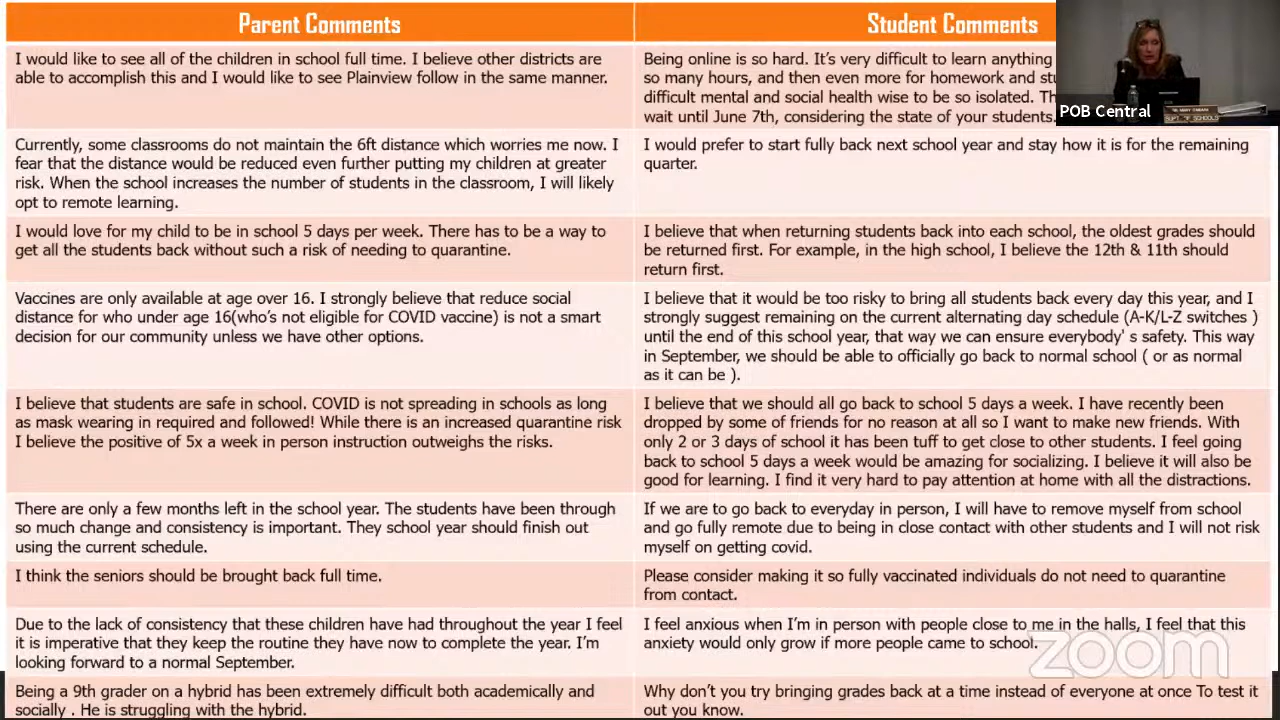 Parent Comments
Student Comments
I would like to see all of the children in school full time. I believe other districts are
able to accomplish this and I would like to see Plainview follow in the same manner.
Being online is so hard. It's very difficult to learn anything
so many hours, and then even more for homework and stu
difficult mental and social health wise to be so isolated. Th
wait until June 7th, considering the state of your students.
POB Central
Currently, some classrooms do not maintain the 6ft distance which worries me now. I
fear that the distance would be reduced even further putting my children at greater
risk. When the school increases the number of students in the classroom, I will likely
opt to remote learning.
I would prefer to start fully back next school year and stay how it is for the remaining
quarter.
I would love for my child to be in school 5 days per week. There has to be a way to
get all the students back without such a risk of needing to quarantine.
I believe that when returning students back into each school, the oldest grades should
be returned first. For example, in the high school, I believe the 12th & 11th should
return first.
Vaccines are only available at age over 16. I strongly believe that reduce social
distance for who under age 16(who's not eligible for COVID vaccine) is not a smart
decision for our community unless we have other options.
I believe that it would be too risky to bring all students back every day this year, and I
strongly suggest remaining on the current alternating day schedule (A-K/L-Z switches )
until the end of this school year, that way we can ensure everybody' s safety. This way
in September, we should be able to officially go back to normal school ( or as normal
as it can be ).
I believe that students are safe in school. COVID is not spreading in schools as long
as mask wearing in required and followed! While there is an increased quarantine risk
I believe the positive of 5x a week in person instruction outweighs the risks.
I believe that we should all go back to school 5 days a week. I have recently been
dropped by some of friends for no reason at all so I want to make new friends. With
only 2 or 3 days of school it has been tuff to get close to other students. I feel going
back to school 5 days a week would be amazing for socializing. I believe it will also be
good for learning. I find it very hard to pay attention at home with all the distractions.
There are only a few months left in the school year. The students have been through
so much change and consistency is important. They school year should finish out
using the current schedule.
If we are to go back to everyday in person, I will have to remove myself from school
and go fully remote due to being in close contact with other students and I will not risk
myself on getting covid.
I think the seniors should be brought back full time.
Please consider making it so fully vaccinated individuals do not need to quarantine
from contact.
Due to the lack of consistency that these children have had throughout the year I feel
it is imperative that they keep the routine they have now to complete the year. I'm
looking forward to a normal September.
I feel anxious when I'm in person with people close to me in the halls, I feel that this
anxiety would only grow if more people came to school.
zoom
Being a 9th grader on a hybrid has been extremely difficult both academically and
socially . He is struggling with the hybrid.
Why don't you try bringing grades back at a time instead of everyone at once To test it
out you know.